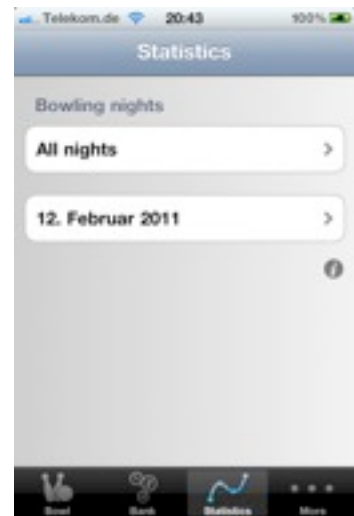 Telekom.de 20:43 100%
Statistics
Bowling nights
All nights
12. Februar 2011
Bowl Bank Statistics More